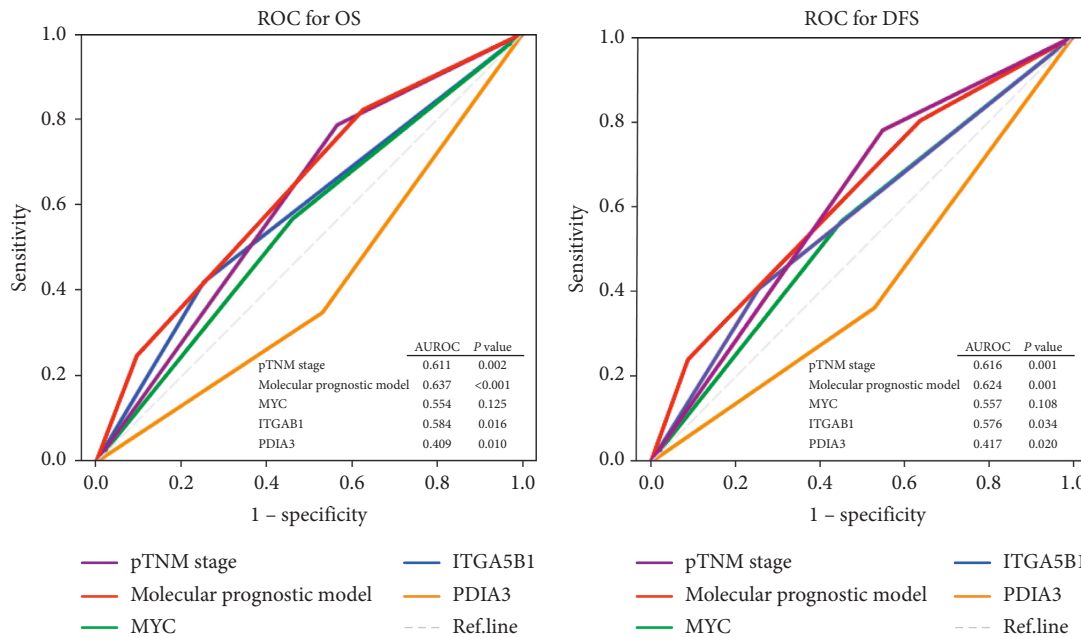 ROC for OS
1.0
0.8
0.6
0.4
0.2
0.0
Sensitivity
AUROC P value
pTNM stage 0.611 0.002
Molecular prognostic model 0.637 <0.001
MYC 0.554 0.125
ITGAB1 0.584 0.016
PDIA3 0.409 0.010
0.0 0.2 0.4 0.6 0.8 1.0
1 – specificity
pTNM stage
Molecular prognostic model
MYC
ITGA5B1
PDIA3
Ref.line
ROC for DFS
1.0
0.8
0.6
0.4
0.2
0.0
Sensitivity
AUROC P value
pTNM stage 0.616 0.001
Molecular prognostic model 0.624 0.001
MYC 0.557 0.108
ITGAB1 0.576 0.034
PDIA3 0.417 0.020
0.0 0.2 0.4 0.6 0.8 1.0
1 – specificity
pTNM stage
Molecular prognostic model
MYC
ITGA5B1
PDIA3
Ref.line